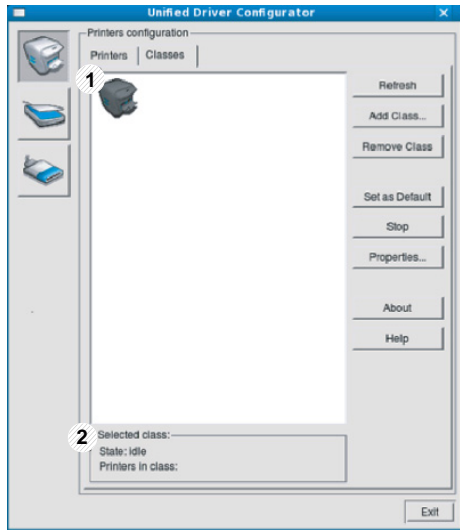 Unified Driver Configurator
Printers configuration
Printers Classes
1
Refresh
Add Class...
Remove Class
Set as Default
Stop
Properties...
About
Help
2 Selected class:
State: idle
Printers in class:
Exit